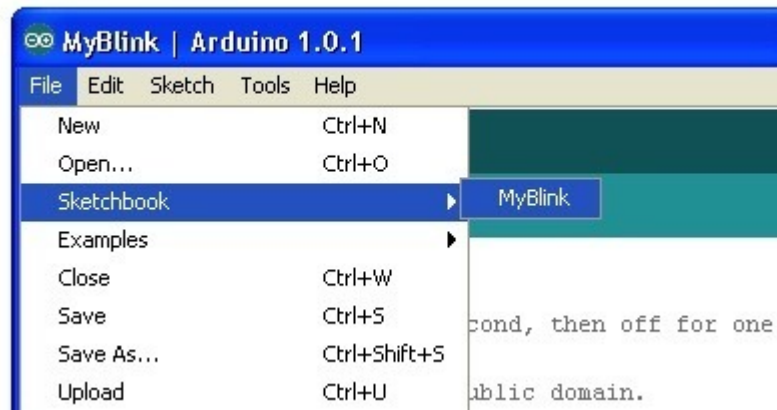 MyBlink | Arduino 1.0.1
File Edit Sketch Tools Help
New Ctrl+N
Open... Ctrl+O
Sketchbook MyBlink
Examples
Close Ctrl+W
Save Ctrl+S
Save As... Ctrl+Shift+S
Upload Ctrl+U
cond, then off for one
ublic domain.